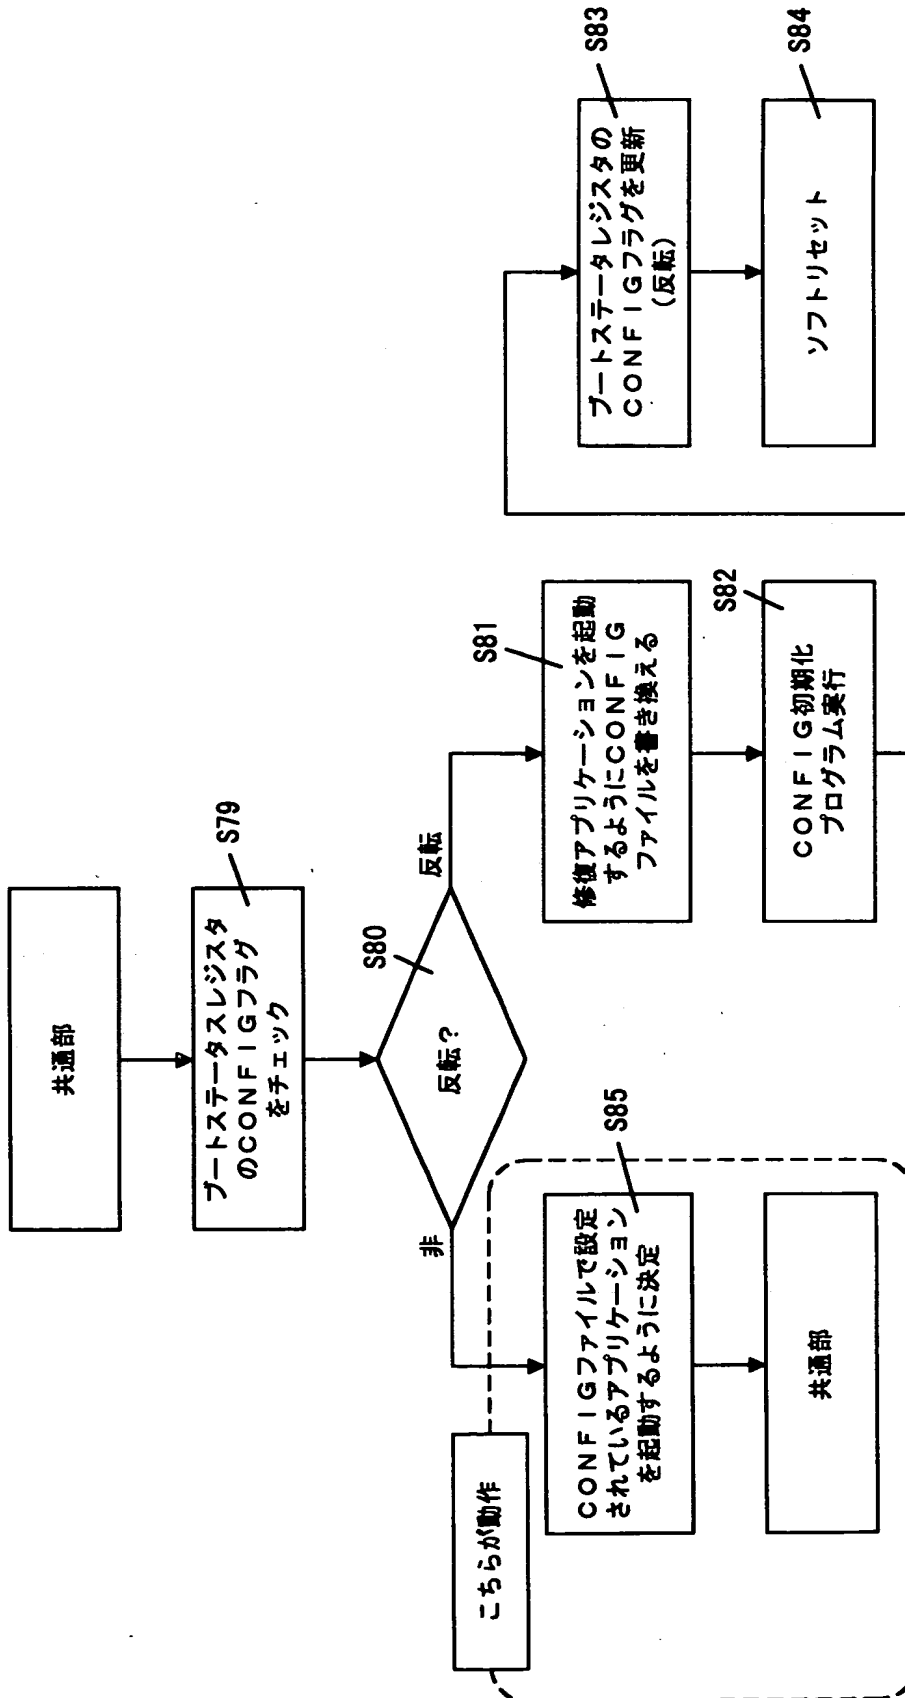 共通部
S79
ブートステータスレジスタ
のCONFIGフラグ
をチェック
S80
反転？
非
反転
こちらが動作
S85
CONFIGファイルで設定
されているアプリケーション
を起動するように決定
共通部
S81
修復アプリケーションを起動
するようにCONFIG
ファイルを書き換える
S82
CONFIG初期化
プログラム実行
S83
ブートステータレジスタの
CONFIGフラグを更新
(反転)
S84
ソフトリセット